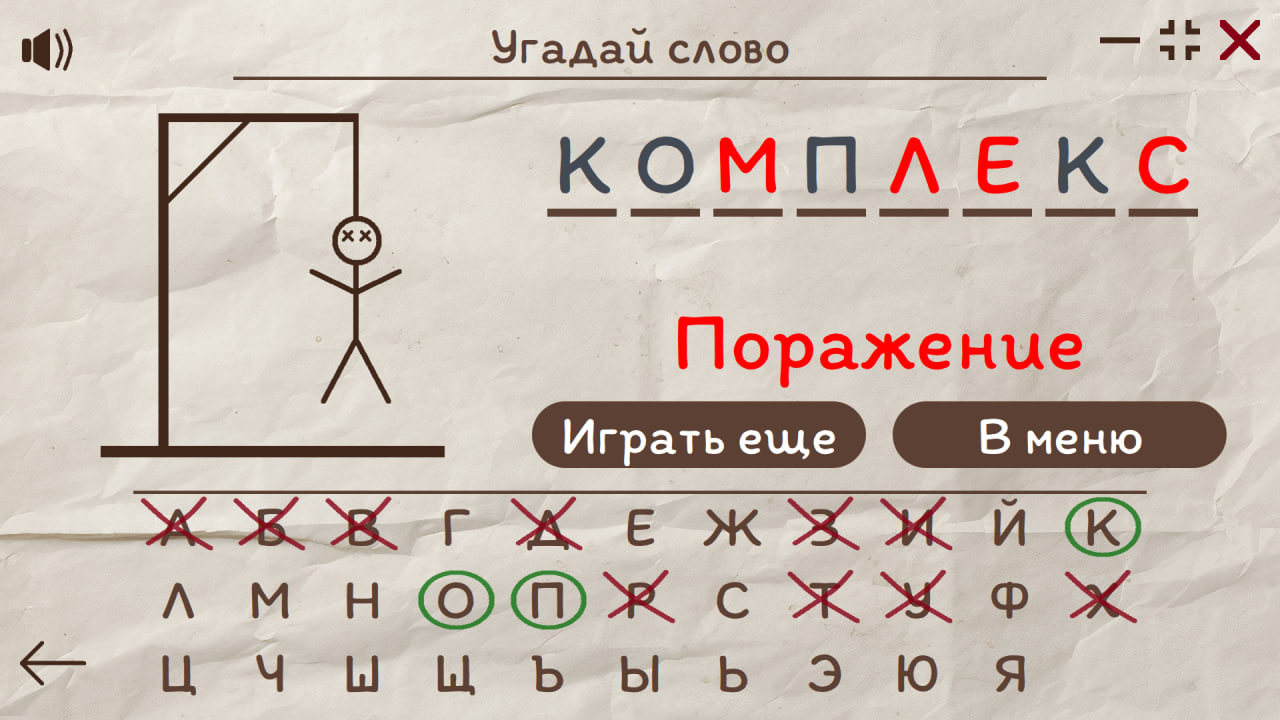 Угадай слово
КОМПЛЕКС
Поражение
Играть еще В меню
А Б В Г Д Е Ж З И Й К
Л М Н О П Р С Т У Ф Х
Ц Ч Ш Щ Ъ Ы Ь Э Ю Я